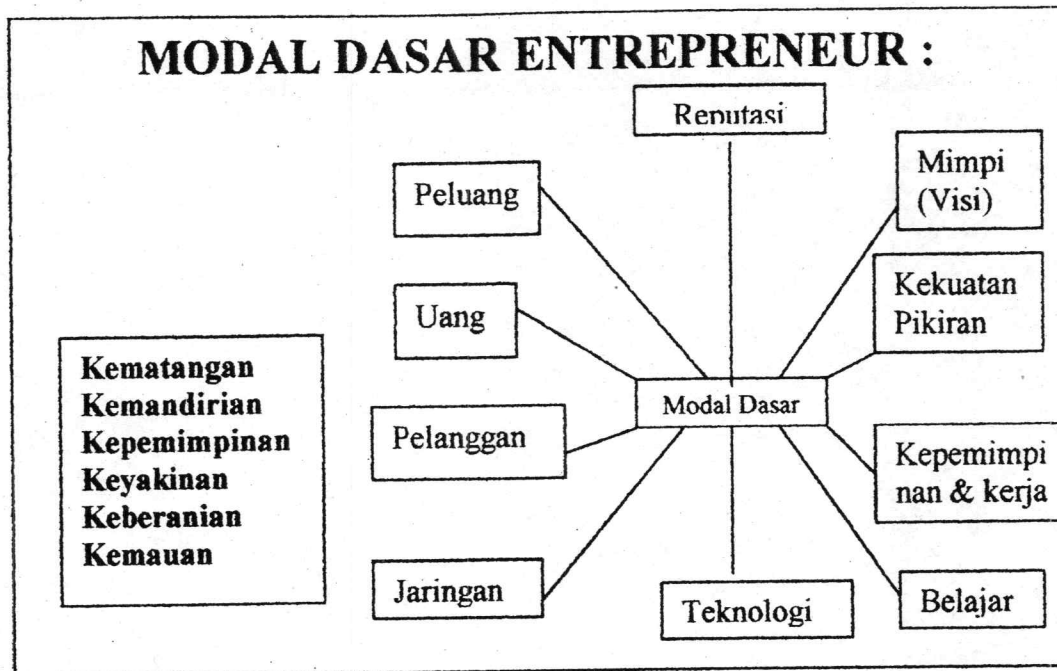 MODAL DASAR ENTREPRENEUR :
Reputasi
Mimpi
(Visi)
Peluang
Kekuatan
Pikiran
Uang
Kematangan
Kemandirian
Kepemimpinan
Keyakinan
Keberanian
Kemauan
Modal Dasar
Pelanggan
Kepemimpi
nan & kerja
Jaringan
Teknologi
Belajar